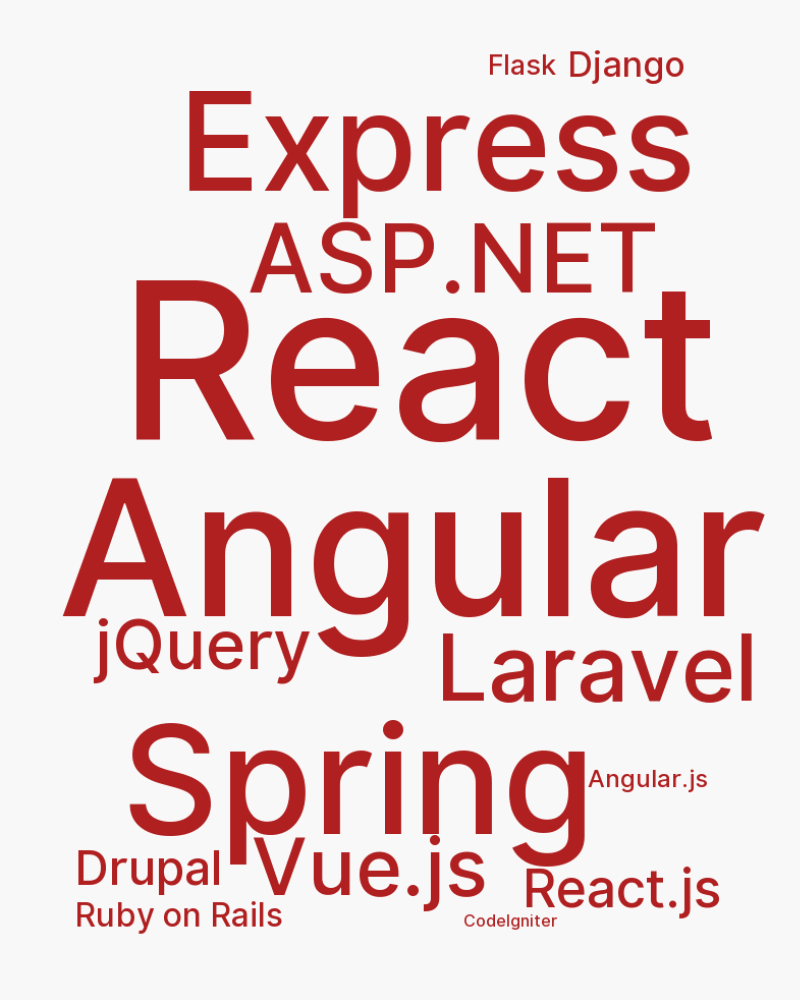 Flask Django
Express
ASP.NET
React
Angular
jQuery
Laravel
Spring
Angular.js
Vue.js
Drupal
React.js
Ruby on Rails
CodeIgniter